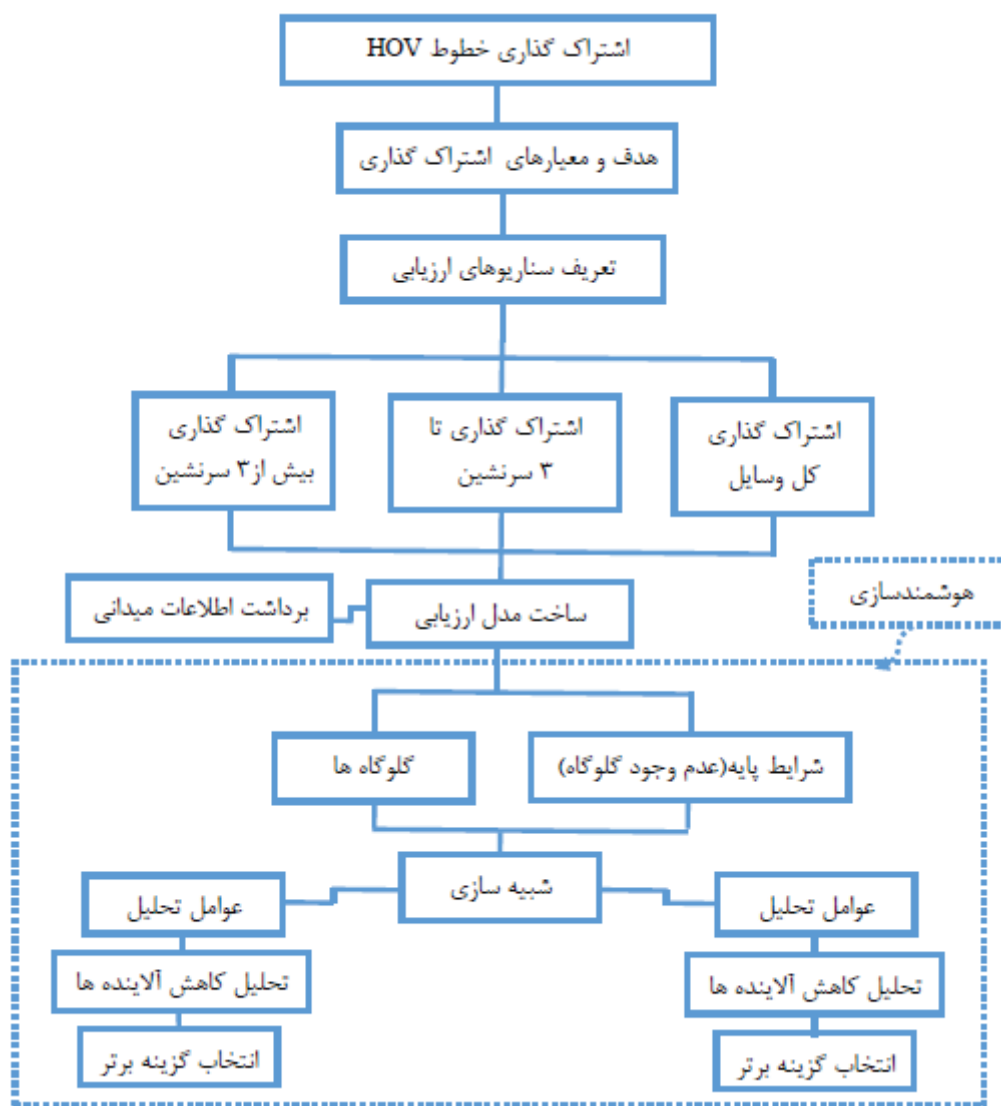 اشتراک گذاری خطوط HOV
هدف و معیارهای اشتراک گذاری
تعریف سناریوهای ارزیابی
اشتراک گذاری
کل وسایل
اشتراک گذاری تا
۳ سرنشین
اشتراک گذاری
بیش از۳ سرنشین
هوشمندسازی
ساخت مدل ارزیابی
برداشت اطلاعات میدانی
شرایط پایه(عدم وجود گلوگاه)
گلوگاه ها
شبیه سازی
عوامل تحلیل
تحلیل کاهش آلاینده ها
انتخاب گزینه برتر
عوامل تحلیل
تحلیل کاهش آلاینده ها
انتخاب گزینه برتر